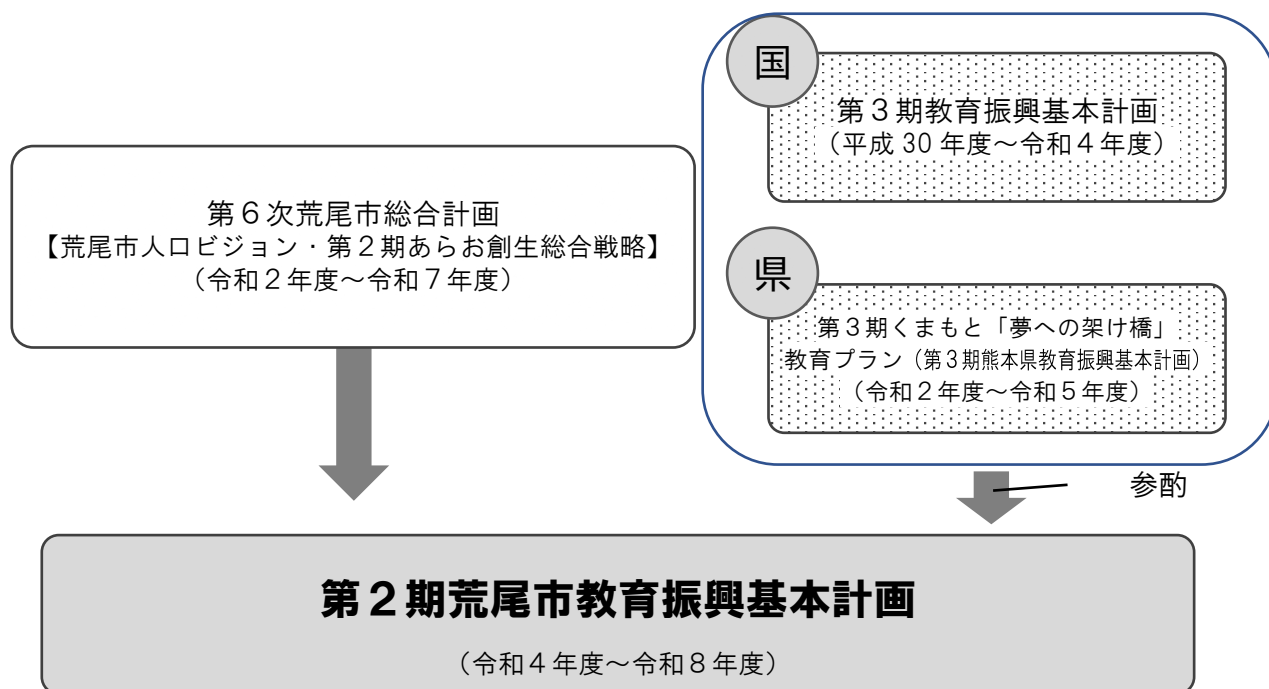 国
第３期教育振興基本計画
（平成 30 年度～令和４年度）
第６次荒尾市総合計画
【荒尾市人口ビジョン・第２期あらお創生総合戦略】
（令和２年度～令和７年度）
県
第３期くまもと「夢への架け橋」
教育プラン（第３期熊本県教育振興基本計画）
（令和２年度～令和５年度）
参酌
第２期荒尾市教育振興基本計画
（令和４年度～令和８年度）